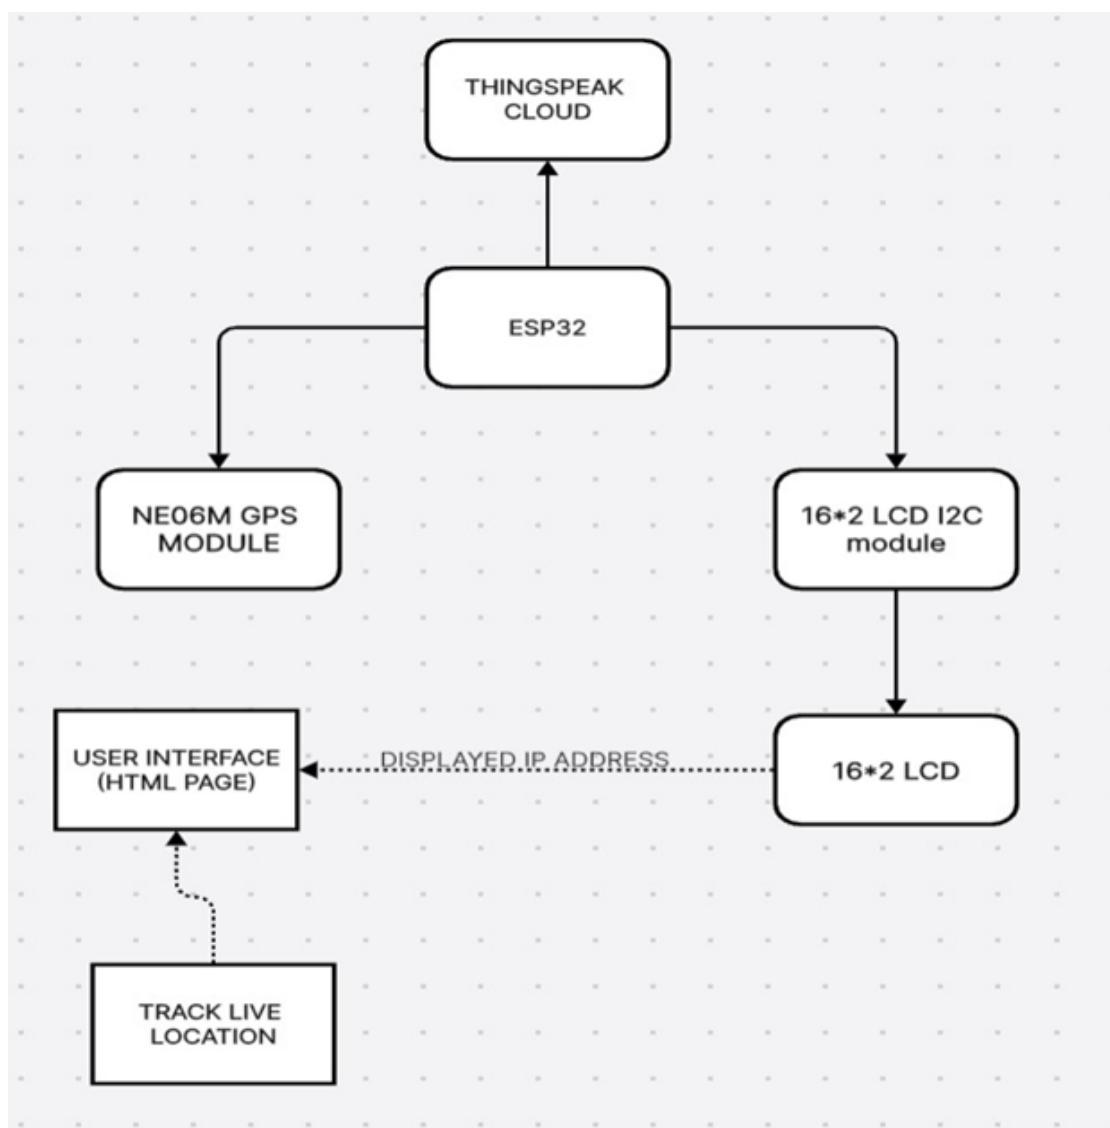 THINGSPEAK
CLOUD
ESP32
NE06M GPS
MODULE
16*2 LCD I2C
module
USER INTERFACE
(HTML PAGE)
DISPLAYED IP ADDRESS
16*2 LCD
TRACK LIVE
LOCATION